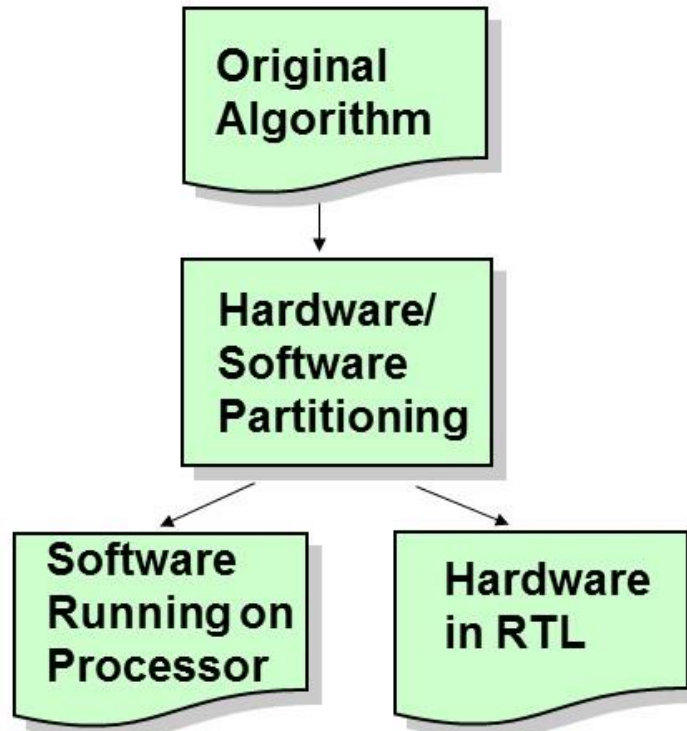 Original
Algorithm
Hardware/
Software
Partitioning
Software
Running on
Processor
Hardware
in RTL